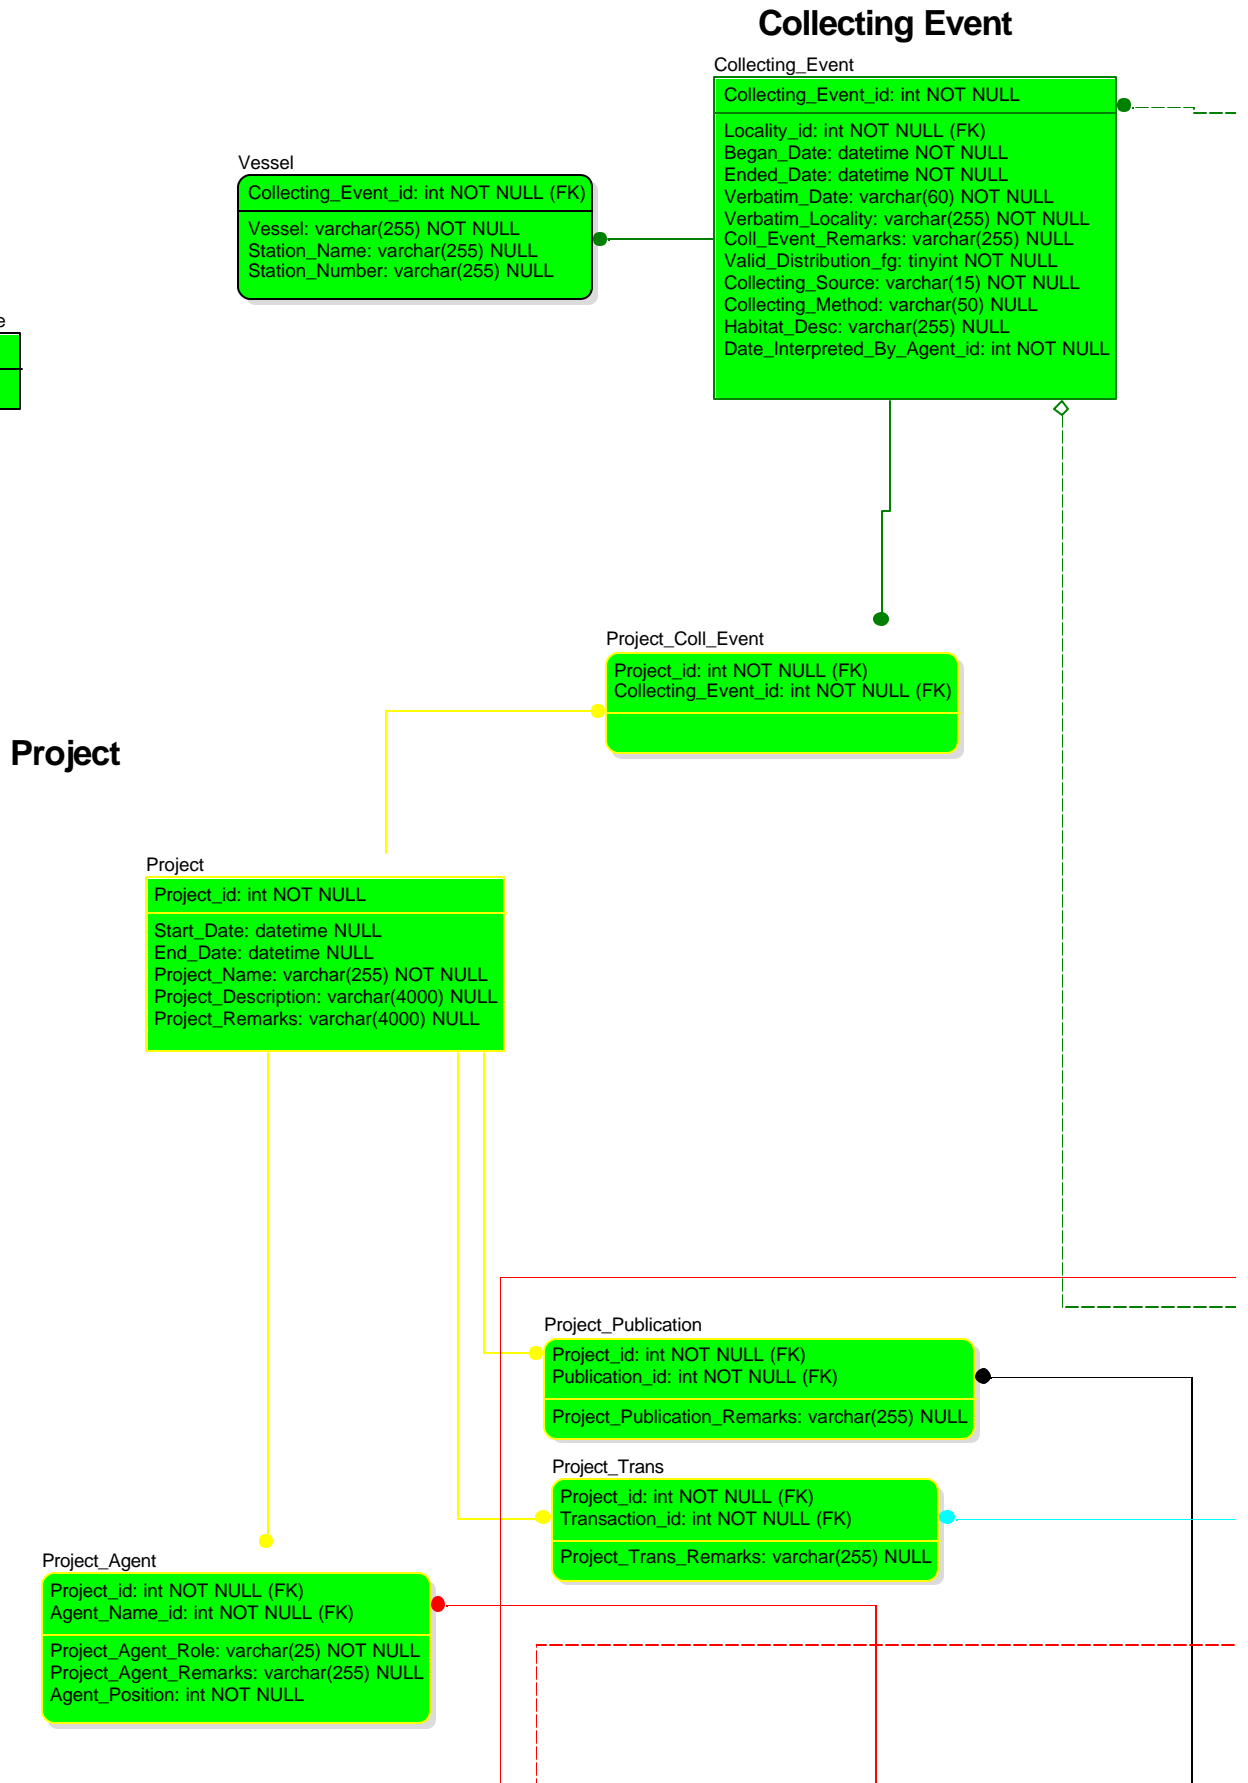 Collecting Event
Collecting_Event
Collecting_Event_id: int NOT NULL
Locality_id: int NOT NULL (FK)
Began_Date: datetime NOT NULL
Ended_Date: datetime NOT NULL
Verbatim_Date: varchar(60) NOT NULL
Verbatim_Locality: varchar(255) NOT NULL
Coll_Event_Remarks: varchar(255) NULL
Valid_Distribution_fg: tinyint NOT NULL
Collecting_Source: varchar(15) NOT NULL
Collecting_Method: varchar(50) NULL
Habitat_Desc: varchar(255) NULL
Date_Interpreted_By_Agent_id: int NOT NULL
Vessel
Collecting_Event_id: int NOT NULL (FK)
Vessel: varchar(255) NOT NULL
Station_Name: varchar(255) NULL
Station_Number: varchar(255) NULL
e
Project_Coll_Event
Project_id: int NOT NULL (FK)
Collecting_Event_id: int NOT NULL (FK)
Project
Project
Project_id: int NOT NULL
Start_Date: datetime NULL
End_Date: datetime NULL
Project_Name: varchar(255) NOT NULL
Project_Description: varchar(4000) NULL
Project_Remarks: varchar(4000) NULL
Project_Publication
Project_id: int NOT NULL (FK)
Publication_id: int NOT NULL (FK)
Project_Publication_Remarks: varchar(255) NULL
Project_Trans
Project_id: int NOT NULL (FK)
Transaction_id: int NOT NULL (FK)
Project_Trans_Remarks: varchar(255) NULL
Project_Agent
Project_id: int NOT NULL (FK)
Agent_Name_id: int NOT NULL (FK)
Project_Agent_Role: varchar(25) NOT NULL
Project_Agent_Remarks: varchar(255) NULL
Agent_Position: int NOT NULL